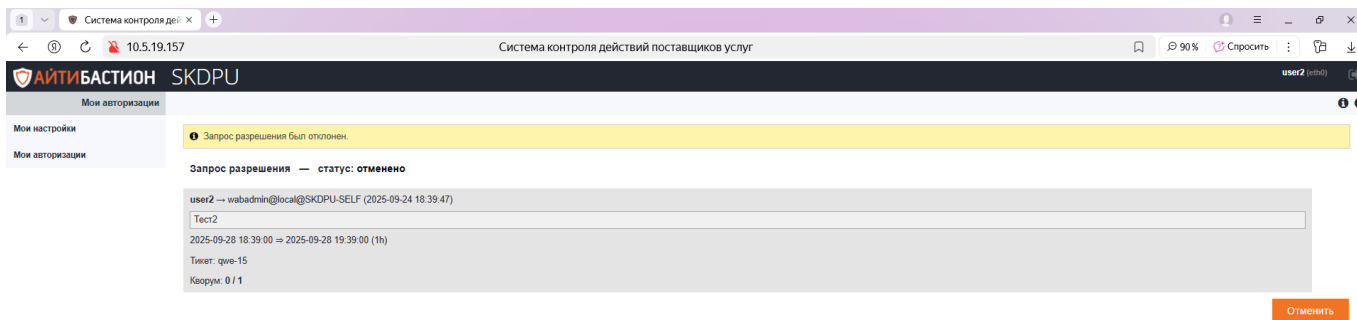 1 Система контроля дей
10.5.19.157 Система контроля действий поставщиков услуг 90 % Спросить
АЙТИБАСТИОН SKDPU user2 (eth0)
Мои авторизации
Мои настройки
Мои авторизации
Запрос разрешения был отклонен.
Запрос разрешения — статус: отменено
user2 → wabadmin@local@SKDPU-SELF (2025-09-24 18:39:47)
Тест2
2025-09-28 18:39:00 ⇒ 2025-09-28 19:39:00 (1h)
Тикет: qwe-15
Кворум: 0 / 1
Отменить